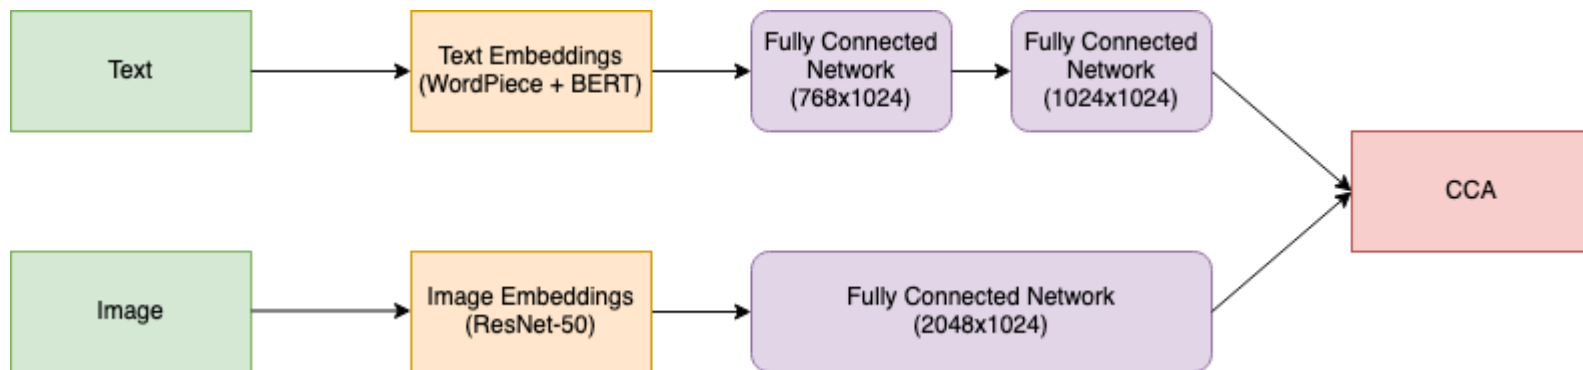 Text
Text Embeddings
(WordPiece + BERT)
Fully Connected
Network
(768x1024)
Fully Connected
Network
(1024x1024)
CCA
Image
Image Embeddings
(ResNet-50)
Fully Connected Network
(2048x1024)